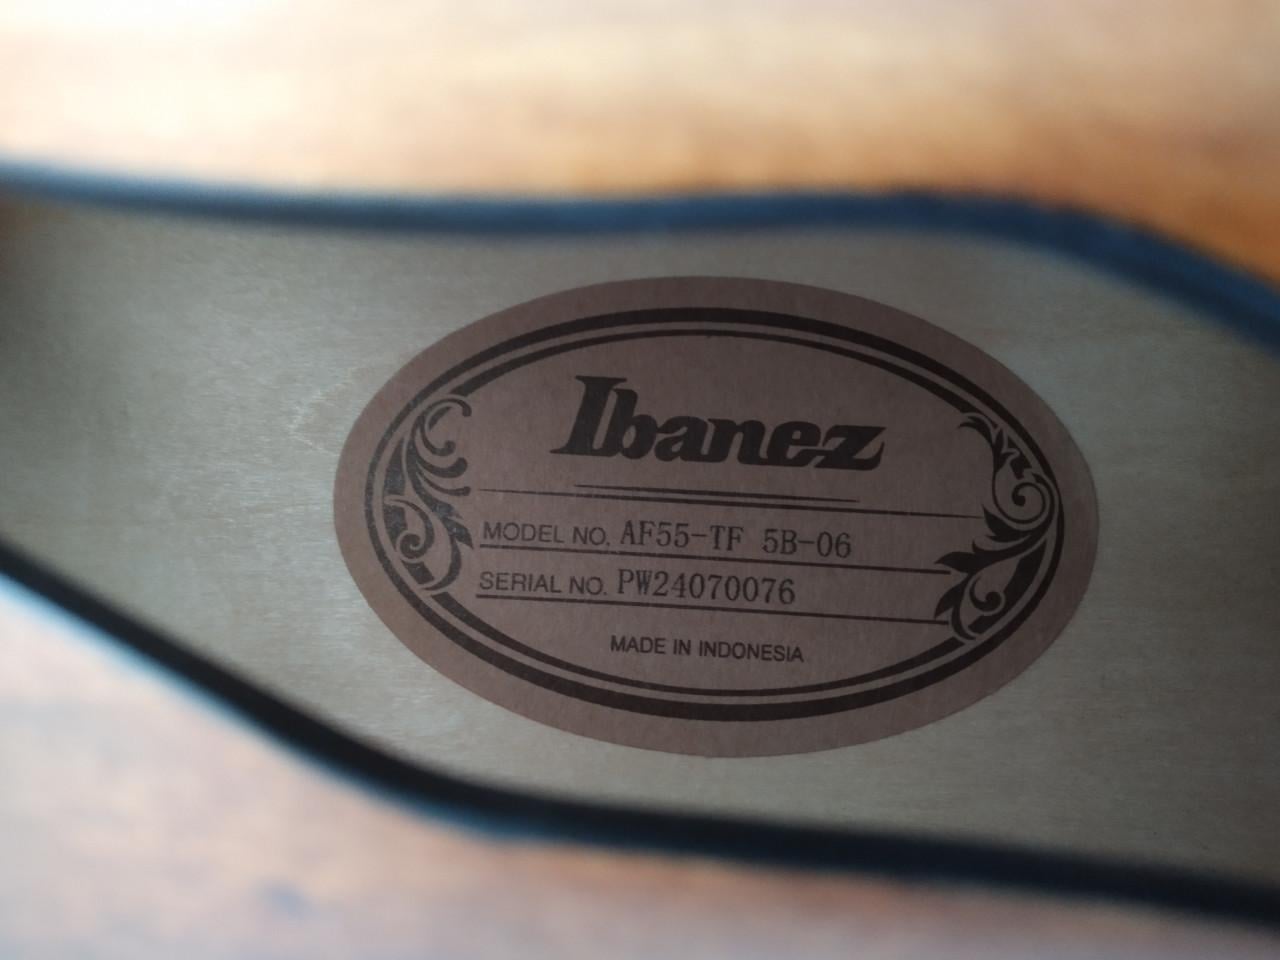 Ibanez
MODEL NO. AF55-TF 5B-06
SERIAL NO. PW24070076
MADE IN INDONESIA